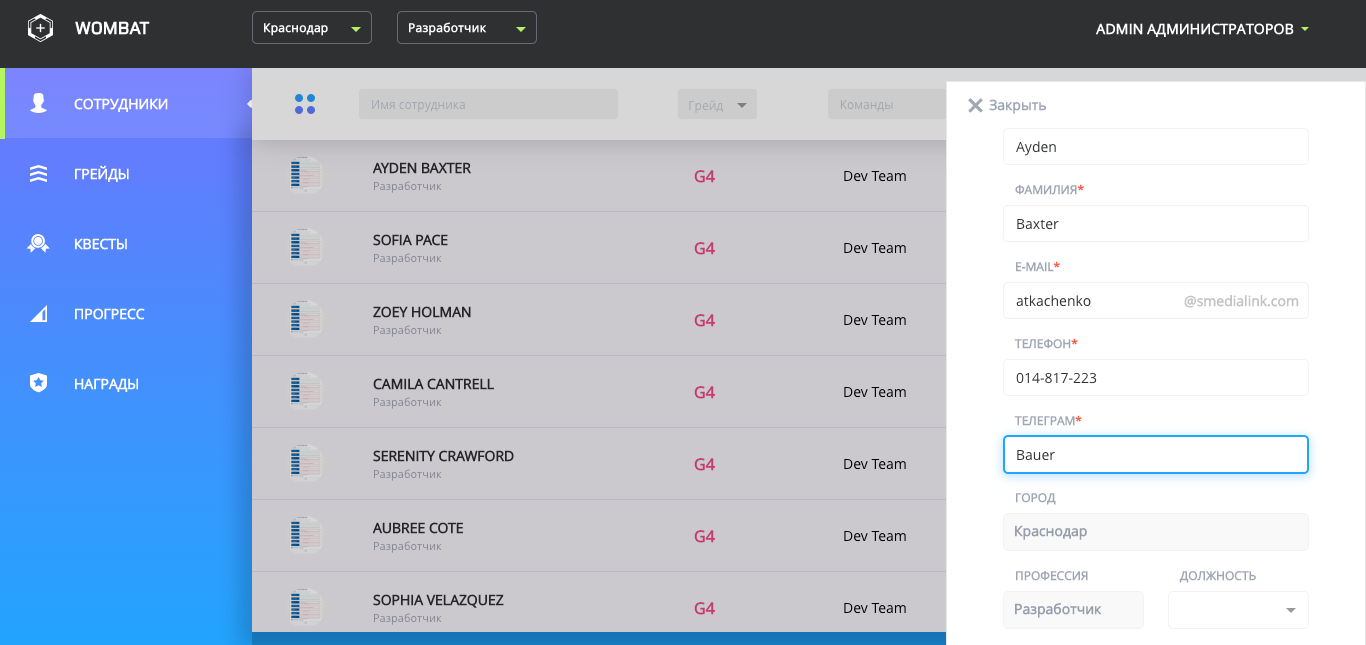 WOMBAT
Краснодар
Разработчик
ADMIN АДМИНИСТРАТОРОВ
СОТРУДНИКИ
ГРЕЙДЫ
КВЕСТЫ
ПРОГРЕСС
НАГРАДЫ
Имя сотрудника
Грейд
Команды
AYDEN BAXTER
Разработчик
G4
Dev Team
SOFIA PACE
Разработчик
G4
Dev Team
ZOEY HOLMAN
Разработчик
G4
Dev Team
CAMILA CANTRELL
Разработчик
G4
Dev Team
SERENITY CRAWFORD
Разработчик
G4
Dev Team
AUBREE COTE
Разработчик
G4
Dev Team
SOPHIA VELAZQUEZ
Разработчик
G4
Dev Team
Закрыть
Ayden
ФАМИЛИЯ*
Baxter
E-MAIL*
atkachenko @smedialink.com
ТЕЛЕФОН*
014-817-223
ТЕЛЕГРАМ*
Bauer
ГОРОД
Краснодар
ПРОФЕССИЯ
Разработчик
ДОЛЖНОСТЬ